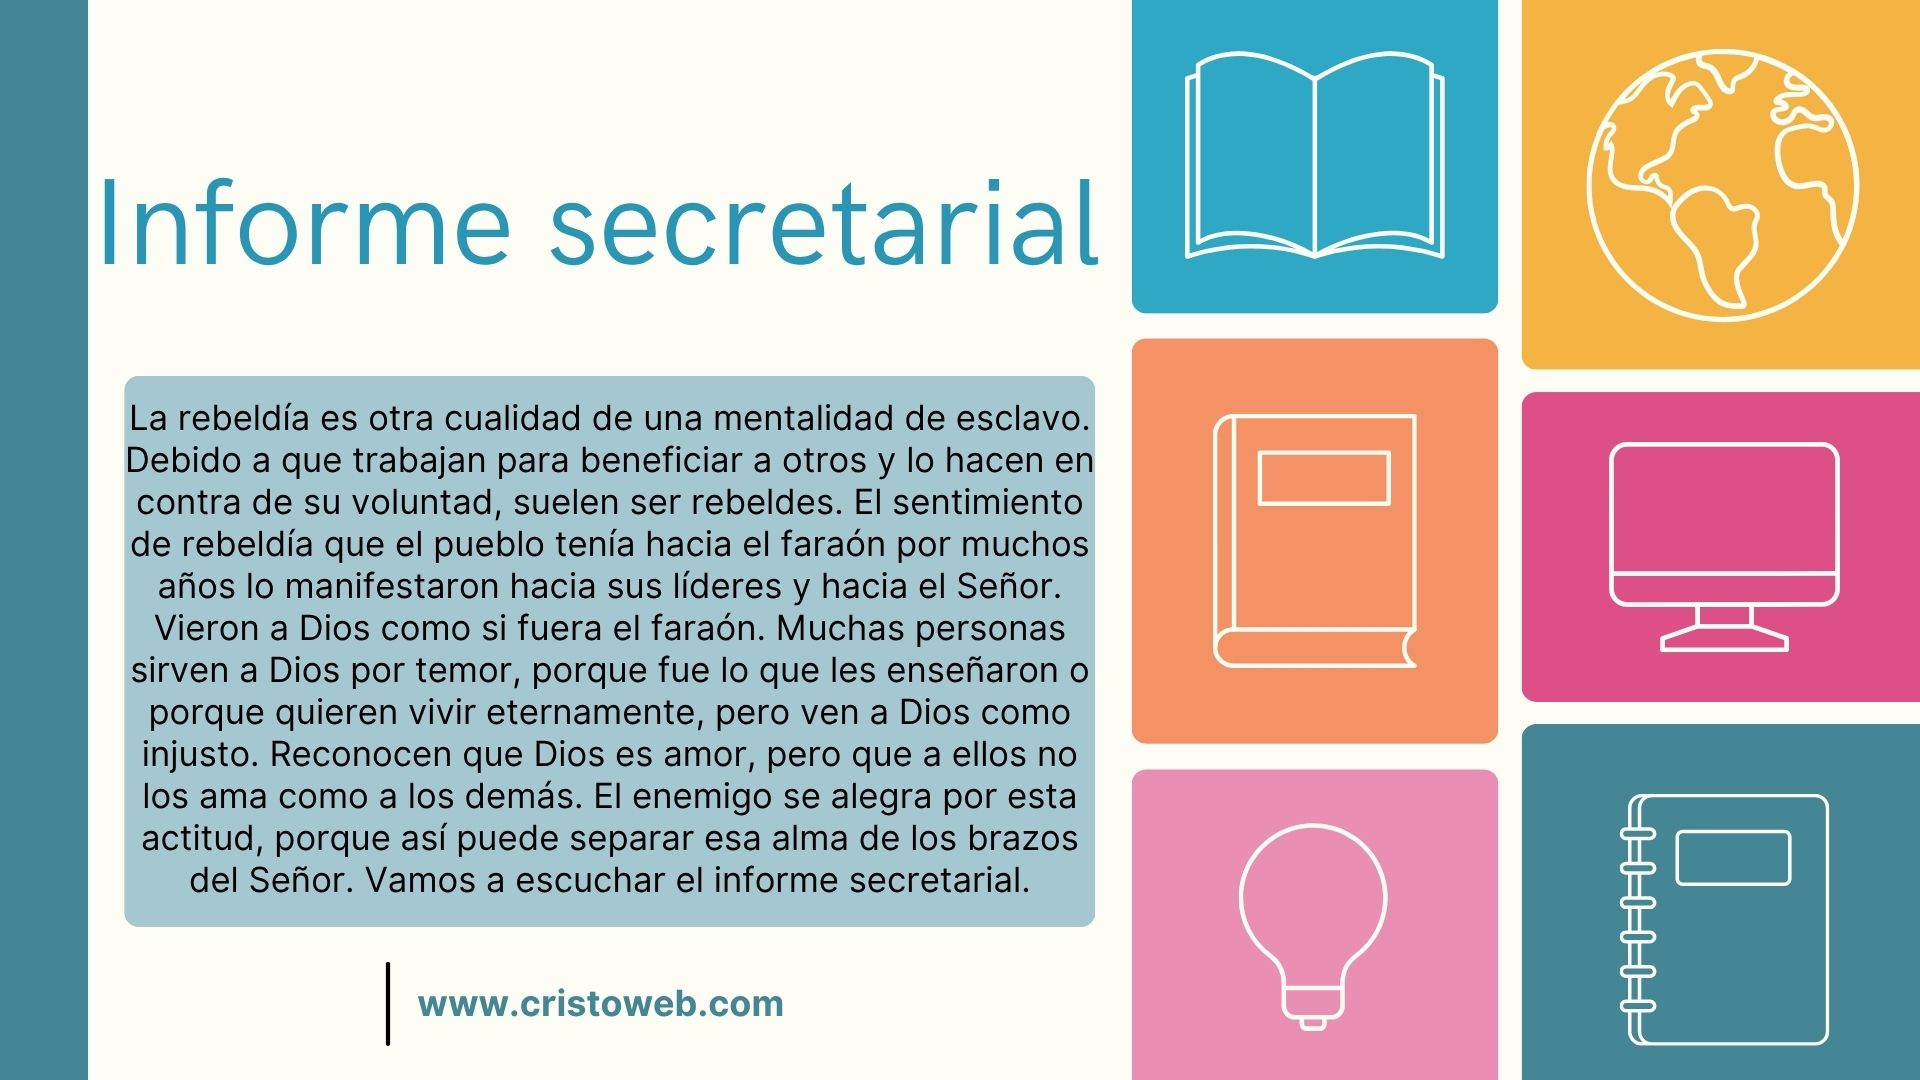 Informe secretarial
La rebeldía es otra cualidad de una mentalidad de esclavo.
Debido a que trabajan para beneficiar a otros y lo hacen en
contra de su voluntad, suelen ser rebeldes. El sentimiento
de rebeldía que el pueblo tenía hacia el faraón por muchos
años lo manifestaron hacia sus líderes y hacia el Señor.
Vieron a Dios como si fuera el faraón. Muchas personas
sirven a Dios por temor, porque fue lo que les enseñaron o
porque quieren vivir eternamente, pero ven a Dios como
injusto. Reconocen que Dios es amor, pero que a ellos no
los ama como a los demás. El enemigo se alegra por esta
actitud, porque así puede separar esa alma de los brazos
del Señor. Vamos a escuchar el informe secretarial.
www.cristoweb.com